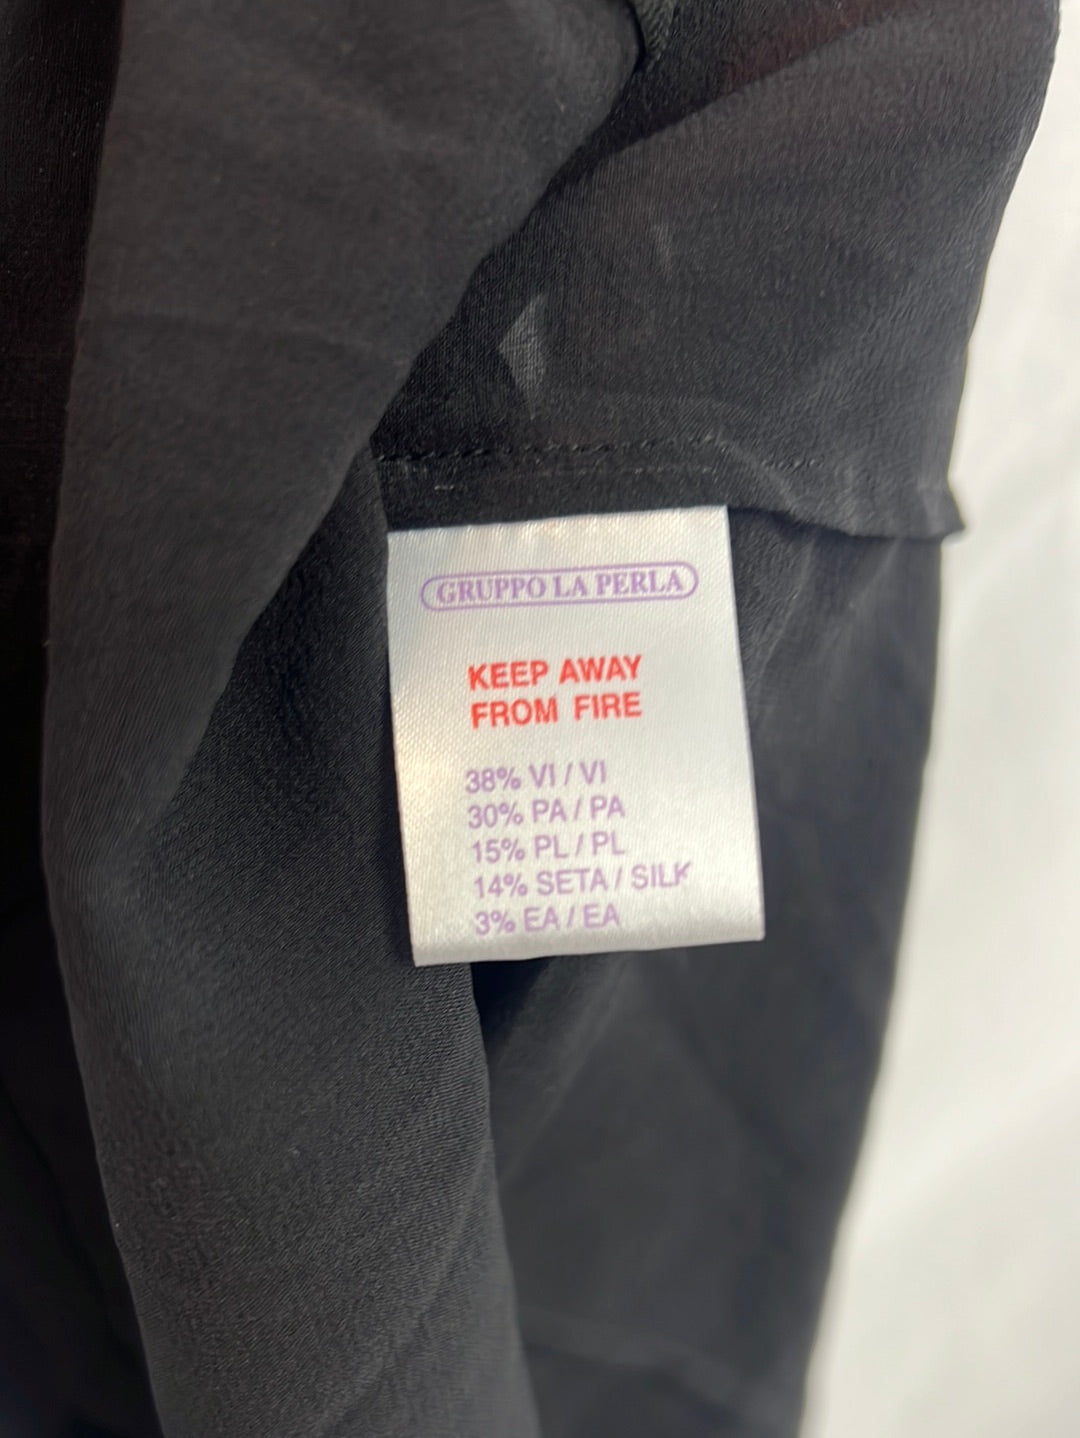 GRUPPO LA PERLA
KEEP AWAY
FROM FIRE
38% VI / VI
30% PA / PA
15% PL / PL
14% SETA / SILK
3% EA / EA